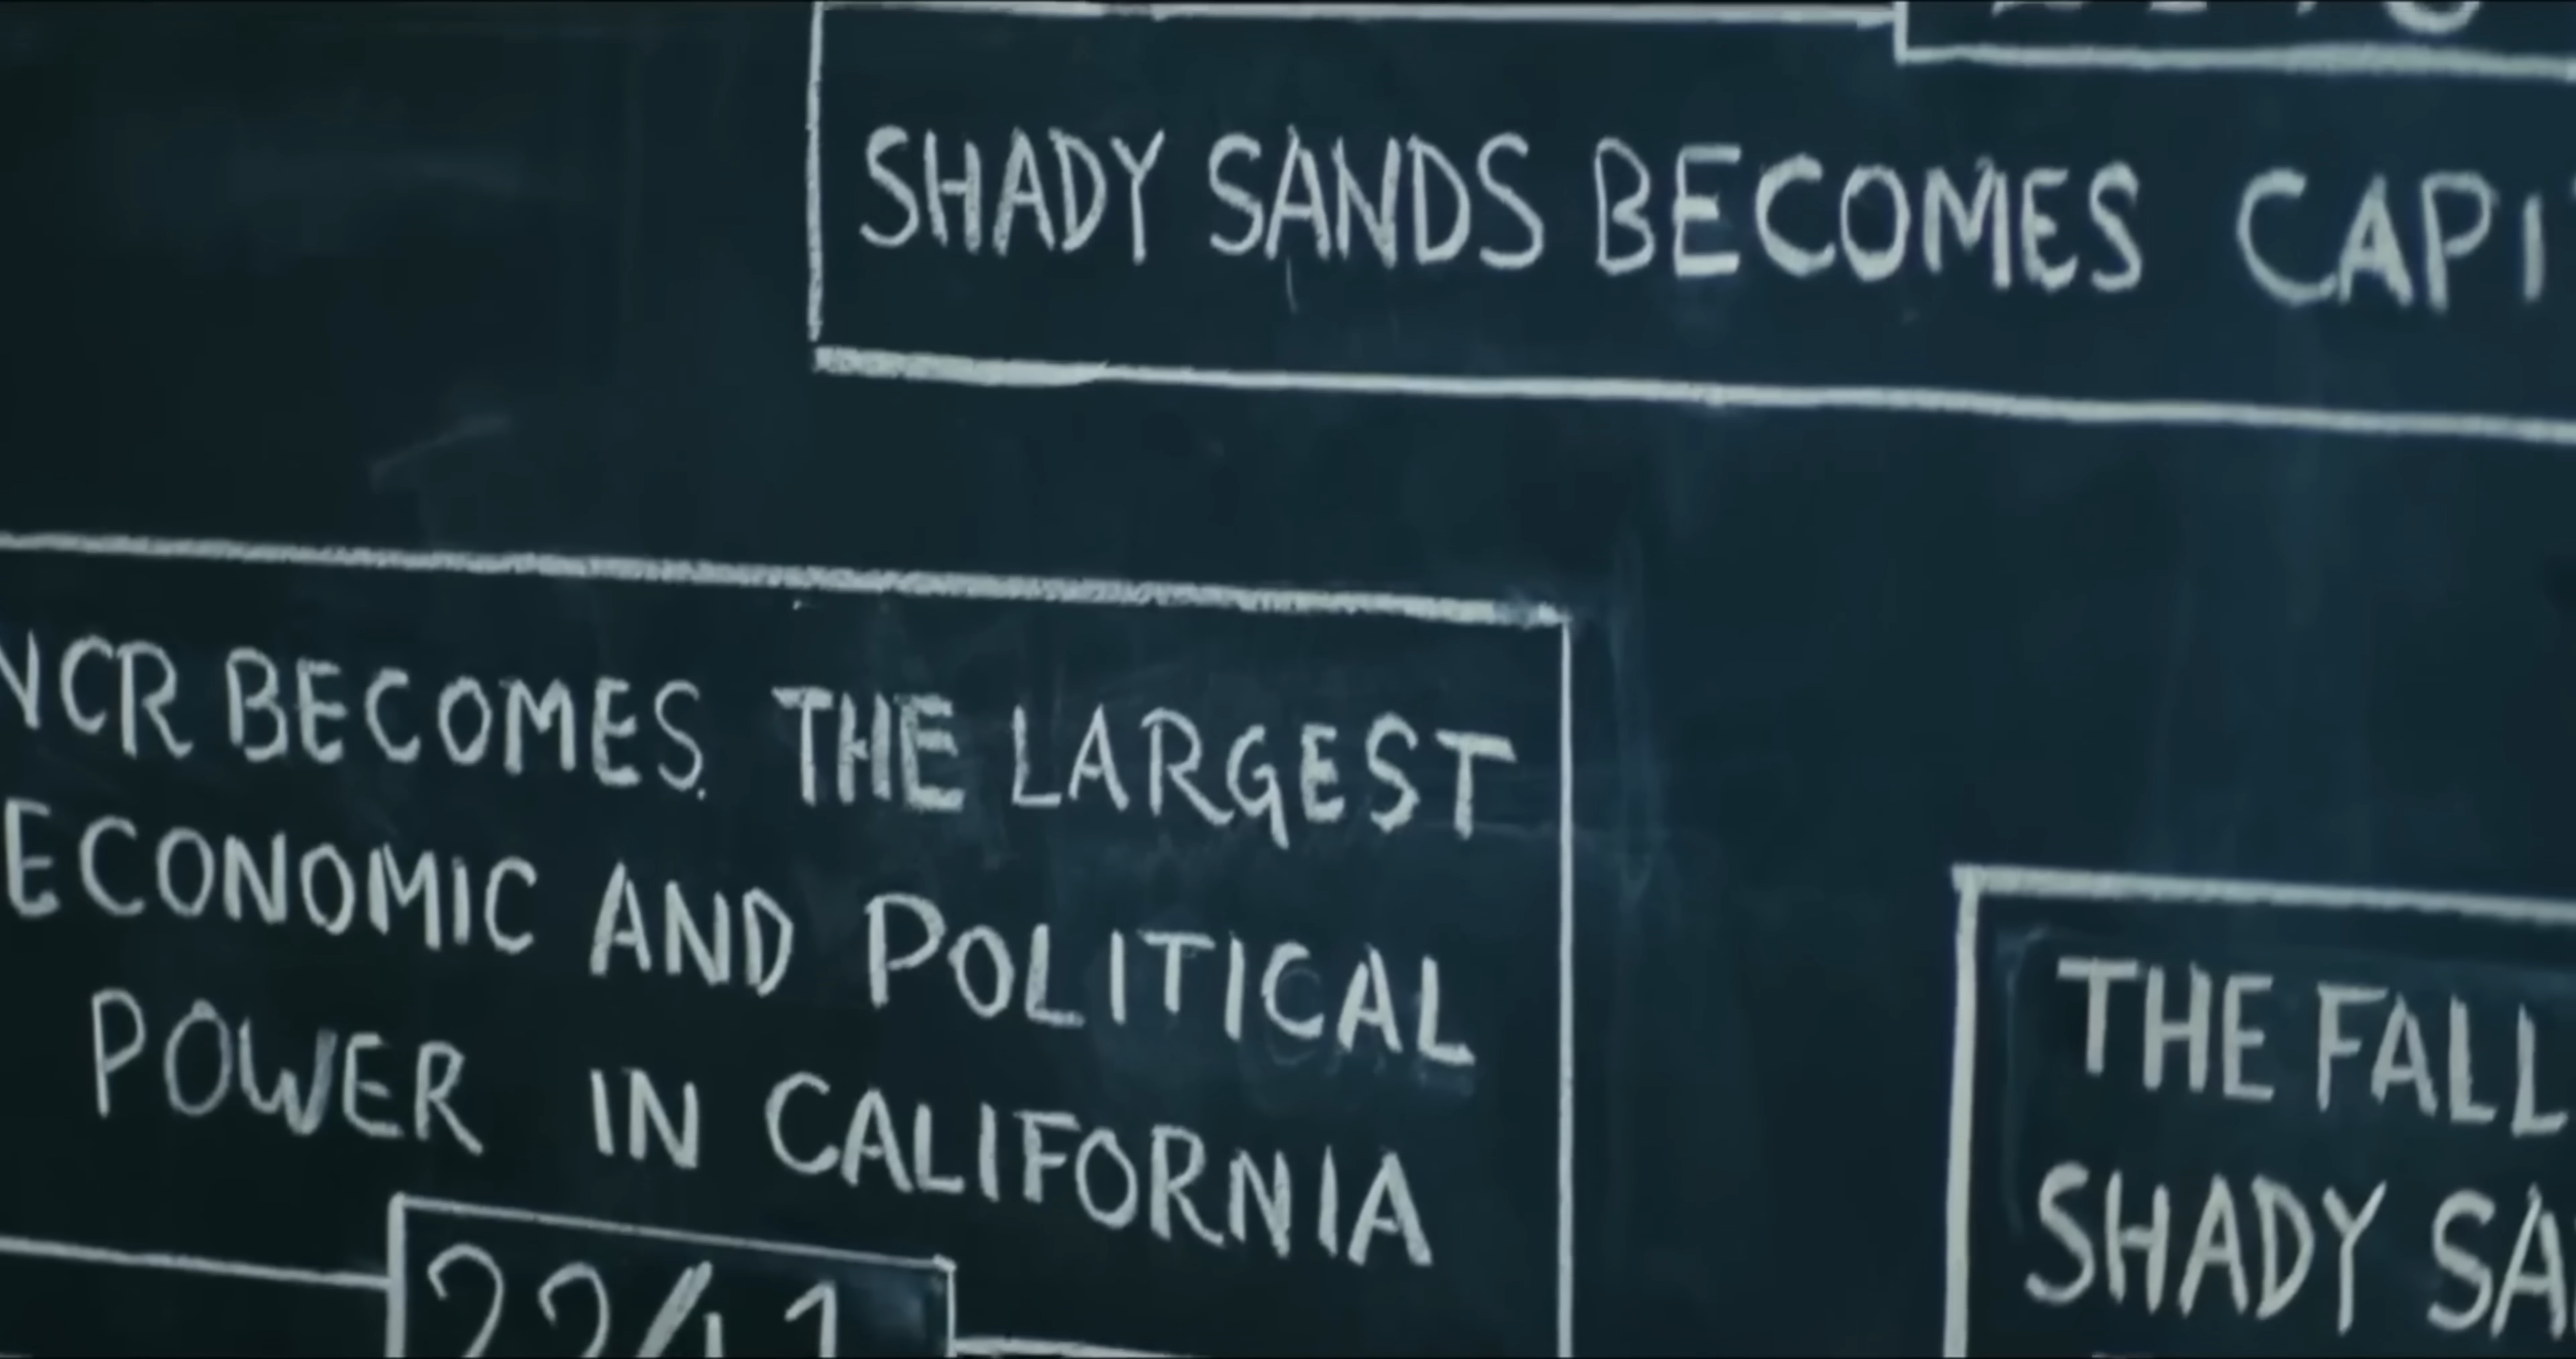 SHADY SANDS BECOMES CAPI
NCR BECOMES THE LARGEST
ECONOMIC AND POLITICAL
POWER IN CALIFORNIA
2241
THE FALL
SHADY SA